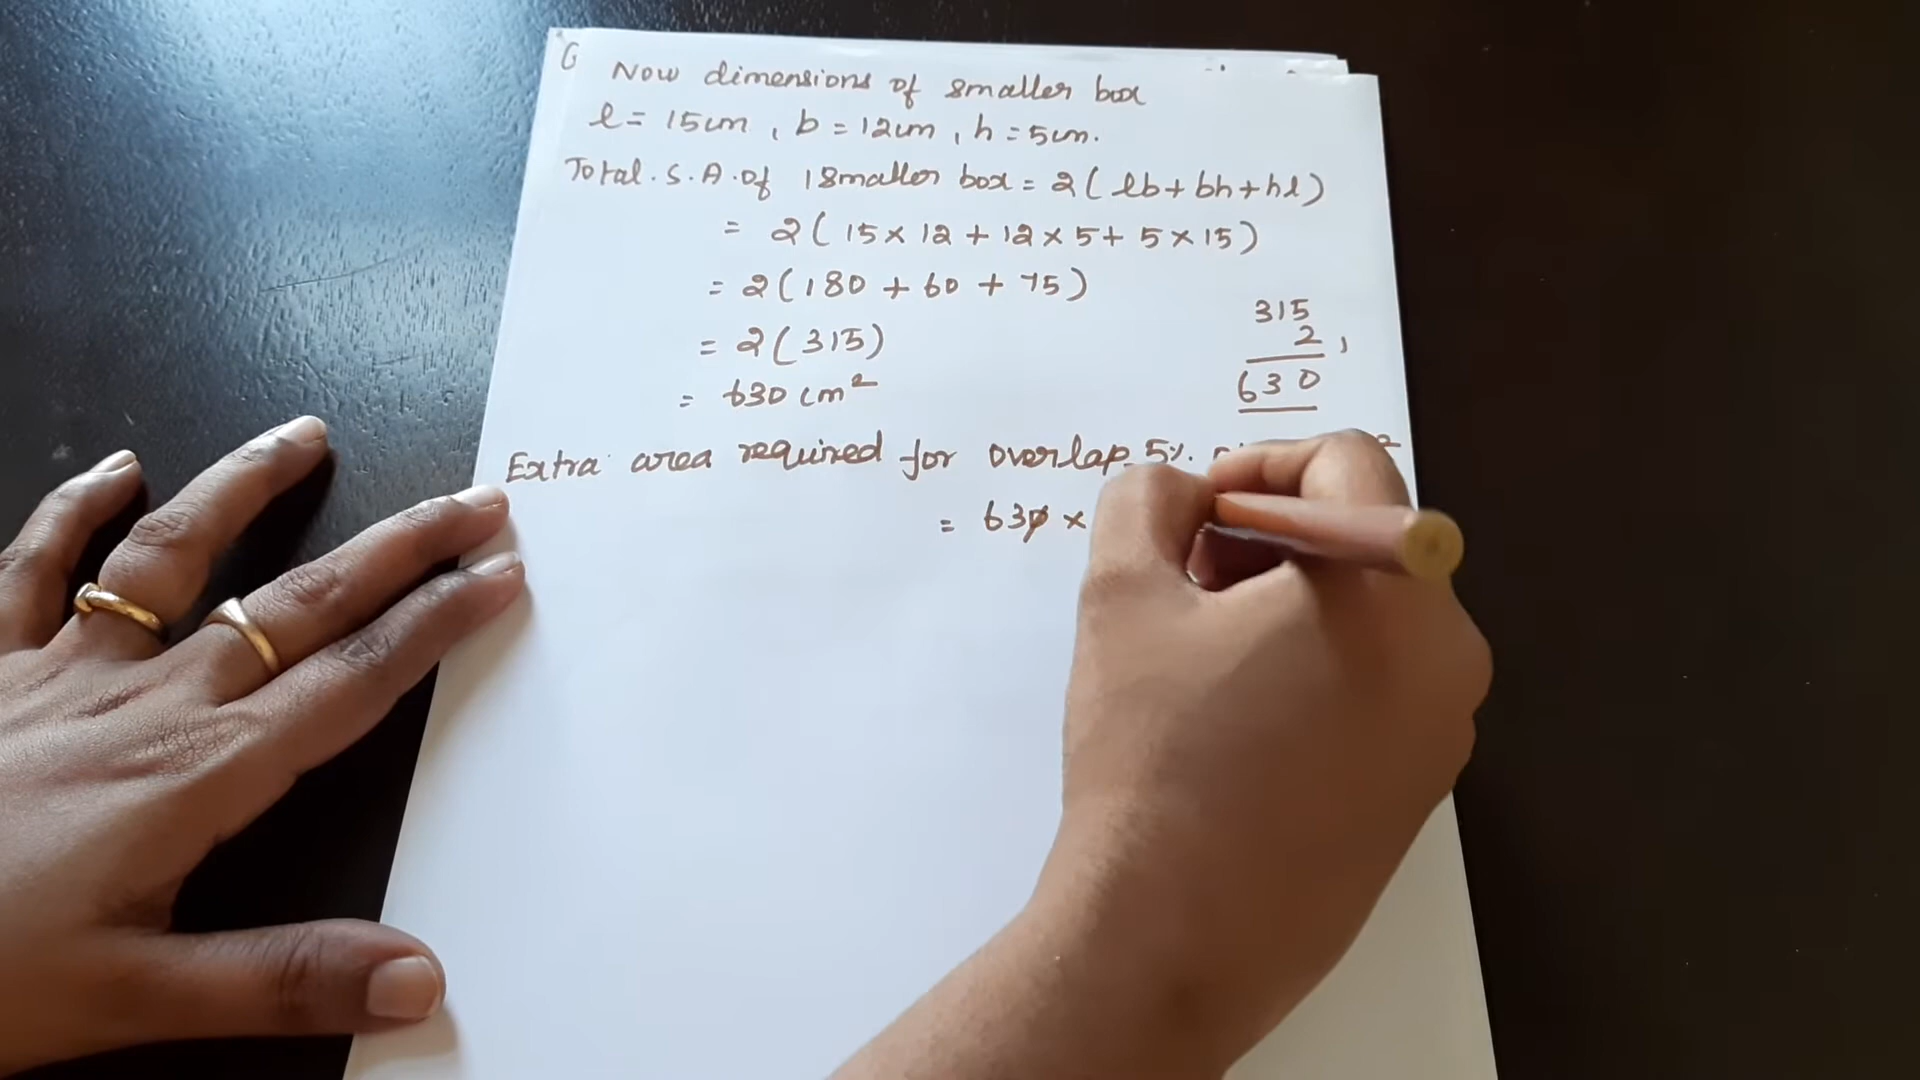 G Now dimensions of smaller box
l = 15cm , b = 12cm , h = 5cm.
Total . S . A . of 1 smaller box = 2 ( lb + bh + hl )
= 2 ( 15 × 12 + 12 × 5 + 5 × 15 )
= 2 ( 180 + 60 + 75 )
= 2 ( 315 )
= 630 cm²
315
2
630
Extra area required for overlap 5%.
= 630 ×